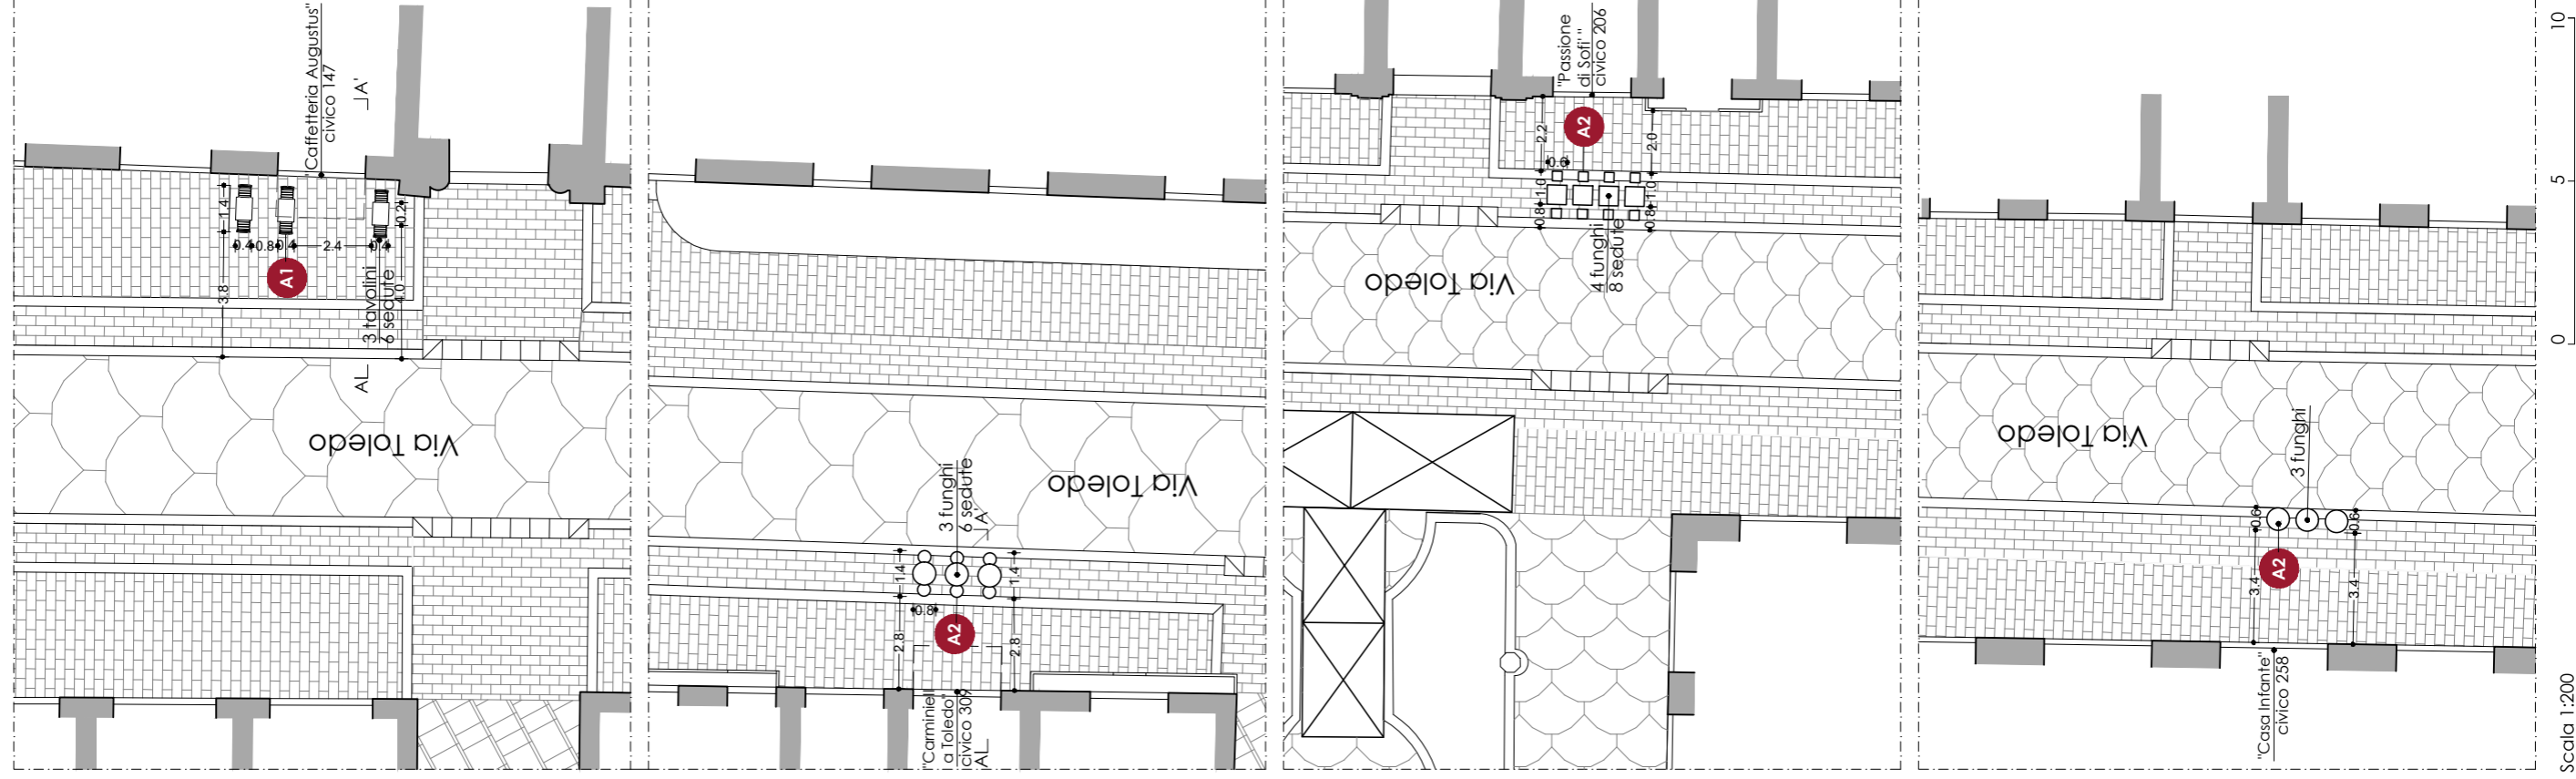 "Caffetteria Augustus"
civico 147
A'
1.4
0.4
0.8
0.4
2.4
0.4
0.2
A1
3.8
4.0
3 tavolini
6 sedute
A
Via Toledo
3 funghi
6 sedute
A'
Via Toledo
1.4
1.4
0.8
A2
2.8
2.8
"Carminiell
a Toledo"
civico 309
A
"Passione
di Sofi'"
civico 206
A2
2.2
2.0
0.8
1.0
1.0
0.8
0.8
4 funghi
8 sedute
Via Toledo
Via Toledo
3 funghi
0.6
0.6
A2
3.4
3.4
"Casa Infante"
civico 258
Scala 1:200
0
5
10